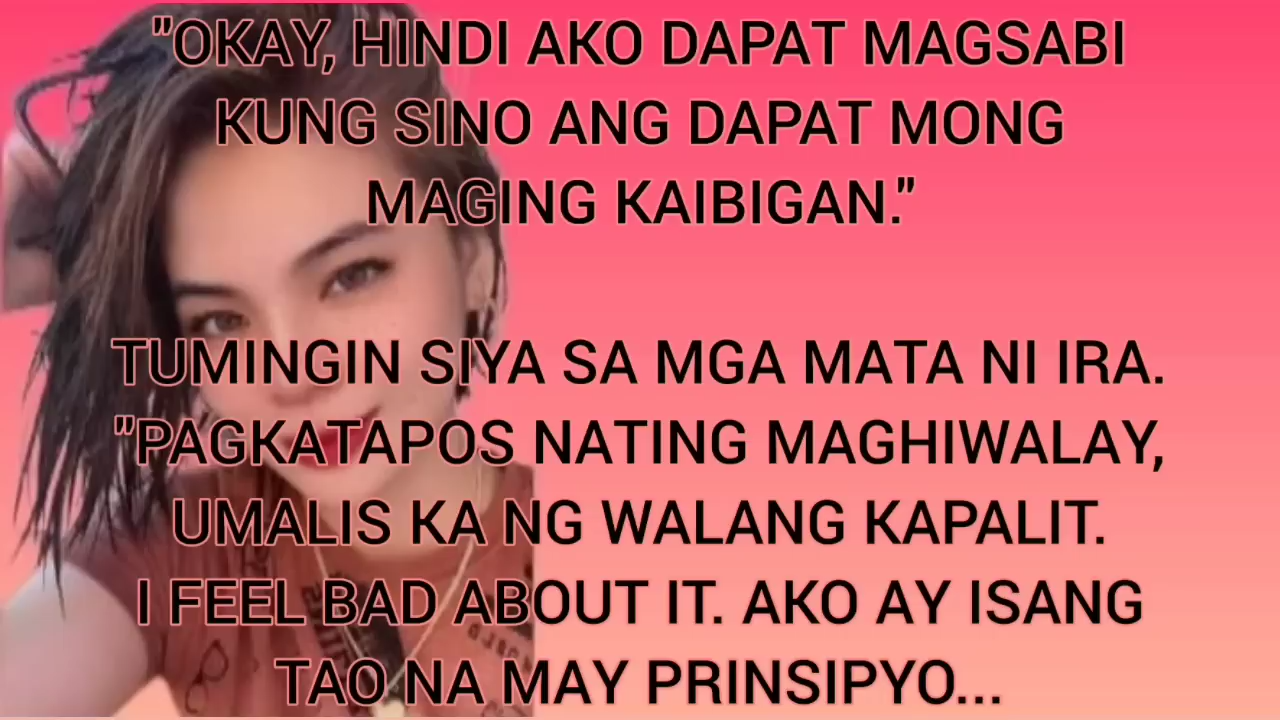 "OKAY, HINDI AKO DAPAT MAGSABI
KUNG SINO ANG DAPAT MONG
MAGING KAIBIGAN."
TUMINGIN SIYA SA MGA MATA NI IRA.
"PAGKATAPOS NATING MAGHIWALAY,
UMALIS KA NG WALANG KAPALIT.
I FEEL BAD ABOUT IT. AKO AY ISANG
TAO NA MAY PRINSIPYO...